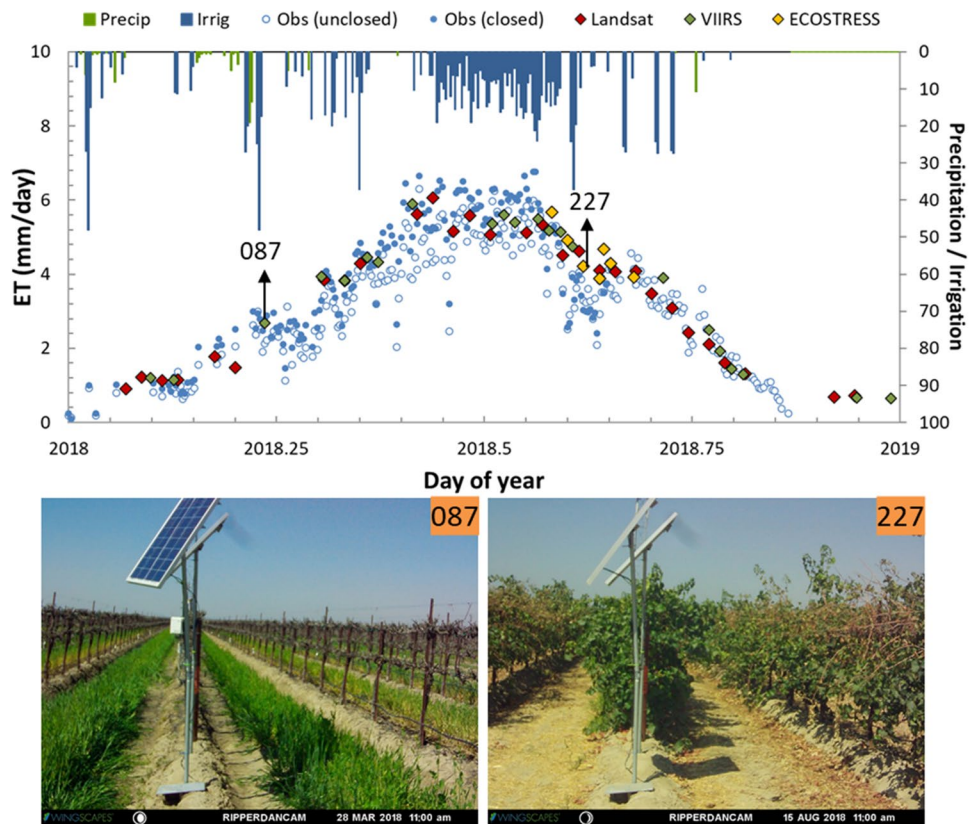 Precip Irrig Obs (unclosed) Obs (closed) Landsat VIIRS ECOSTRESS
10 0
10
8 20
30
6 40
227
50
087
4 60
70
2 80
90
0 100
2018 2018.25 2018.5 2018.75 2019
ET (mm/day)
Precipitation / Irrigation
Day of year
087
227
WINGSCAPES RIPPERDANCAM 28 MAR 2018 11:00 am
WINGSCAPES RIPPERDANCAM 15 AUG 2018 11:00 am